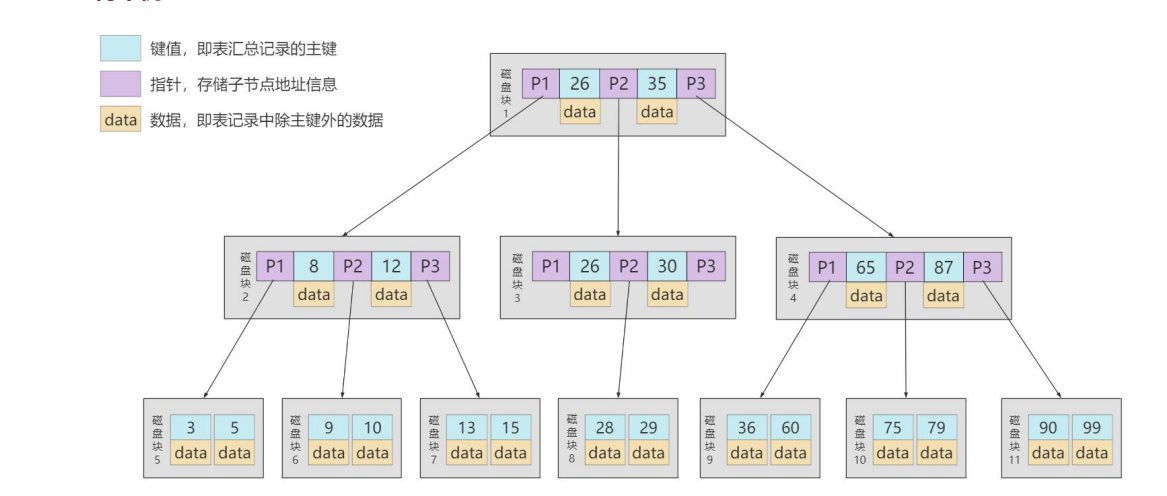 键值，即表汇总记录的主键
指针，存储子节点地址信息
data 数据，即表记录中除主键外的数据
磁盘块1 P1 26 P2 35 P3
data data
磁盘块2 P1 8 P2 12 P3
data data
磁盘块3 P1 26 P2 30 P3
data data
磁盘块4 P1 65 P2 87 P3
data data
磁盘块5 3 5
data data
磁盘块6 9 10
data data
磁盘块7 13 15
data data
磁盘块8 28 29
data data
磁盘块9 36 60
data data
磁盘块10 75 79
data data
磁盘块11 90 99
data data